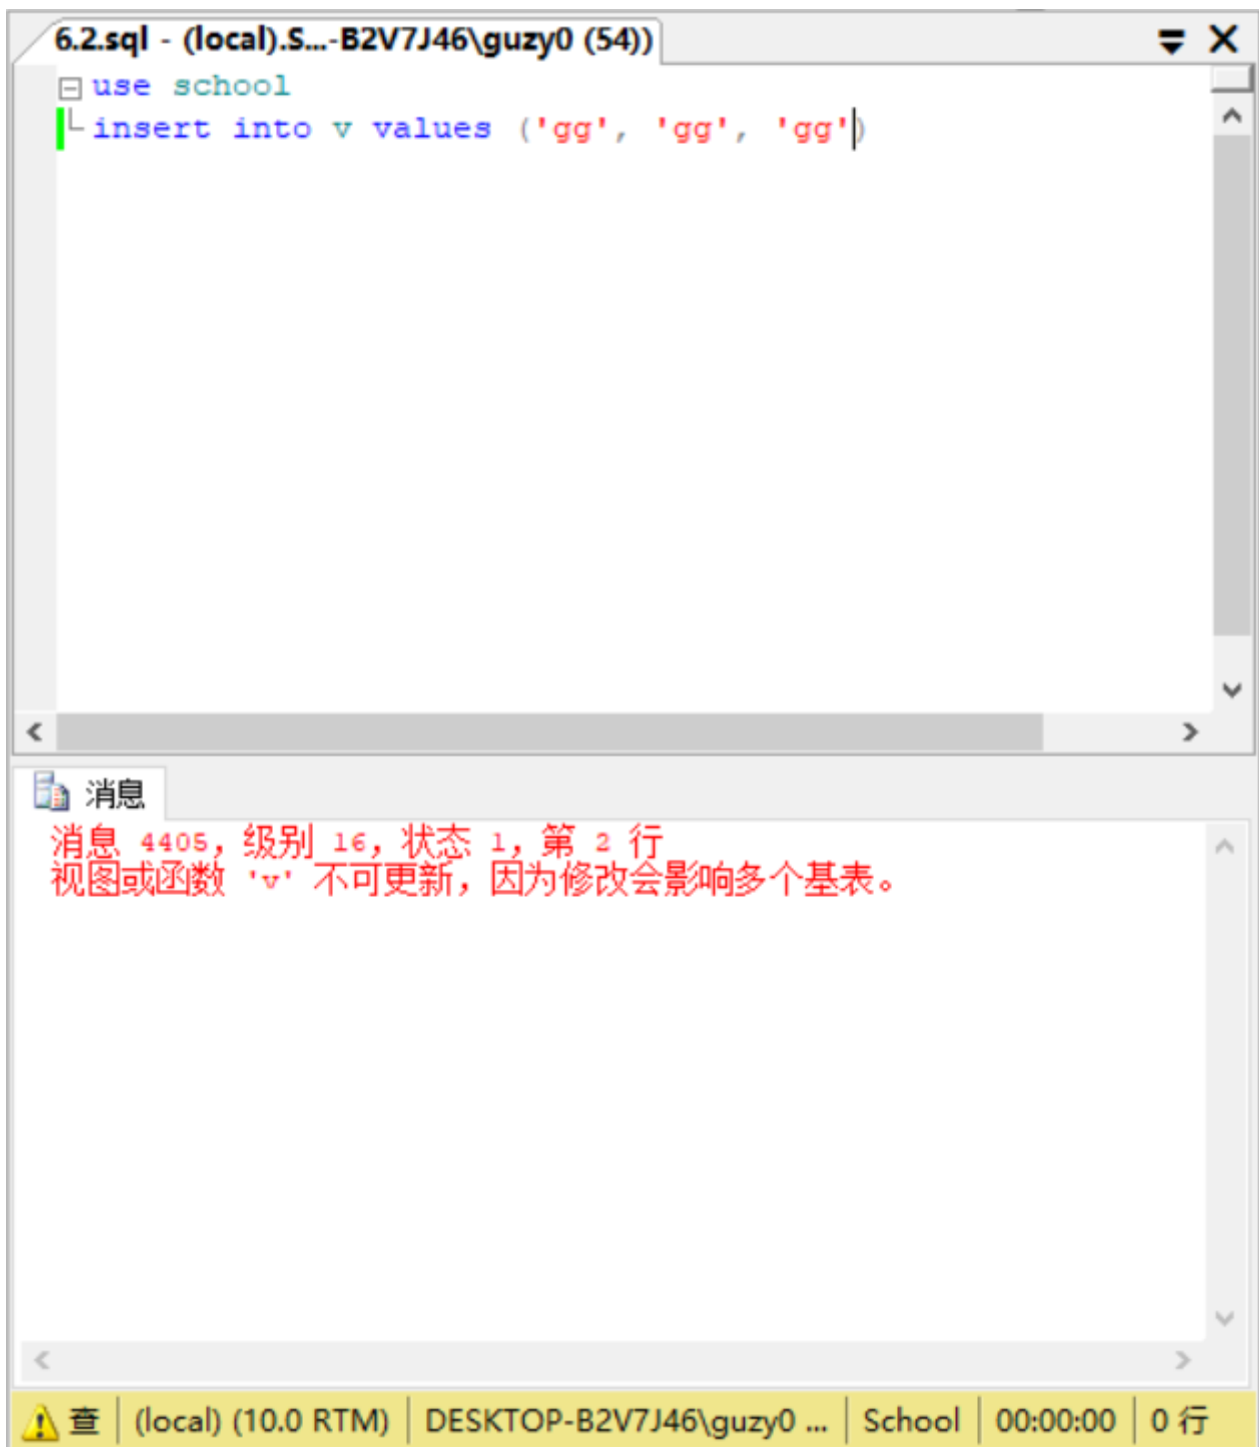 6.2.sql - (local).S...-B2V7J46\guzy0 (54))
use school
insert into v values ('gg', 'gg', 'gg')
消息
消息 4405，级别 16，状态 1，第 2 行
视图或函数 'v' 不可更新，因为修改会影响多个基表。
查 (local) (10.0 RTM) DESKTOP-B2V7J46\guzy0 ... School 00:00:00 0 行